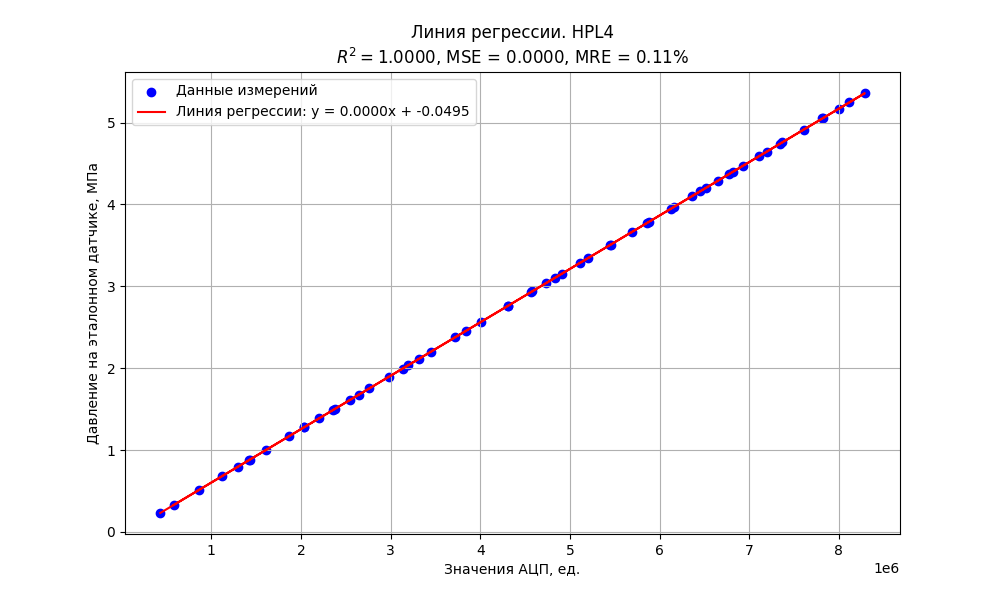 Линия регрессии. HPL4
R² = 1.0000, MSE = 0.0000, MRE = 0.11%
Данные измерений
Линия регрессии: y = 0.0000x + -0.0495
Давление на эталонном датчике, МПа
5
4
3
2
1
0
1 2 3 4 5 6 7 8
1e6
Значения АЦП, ед.